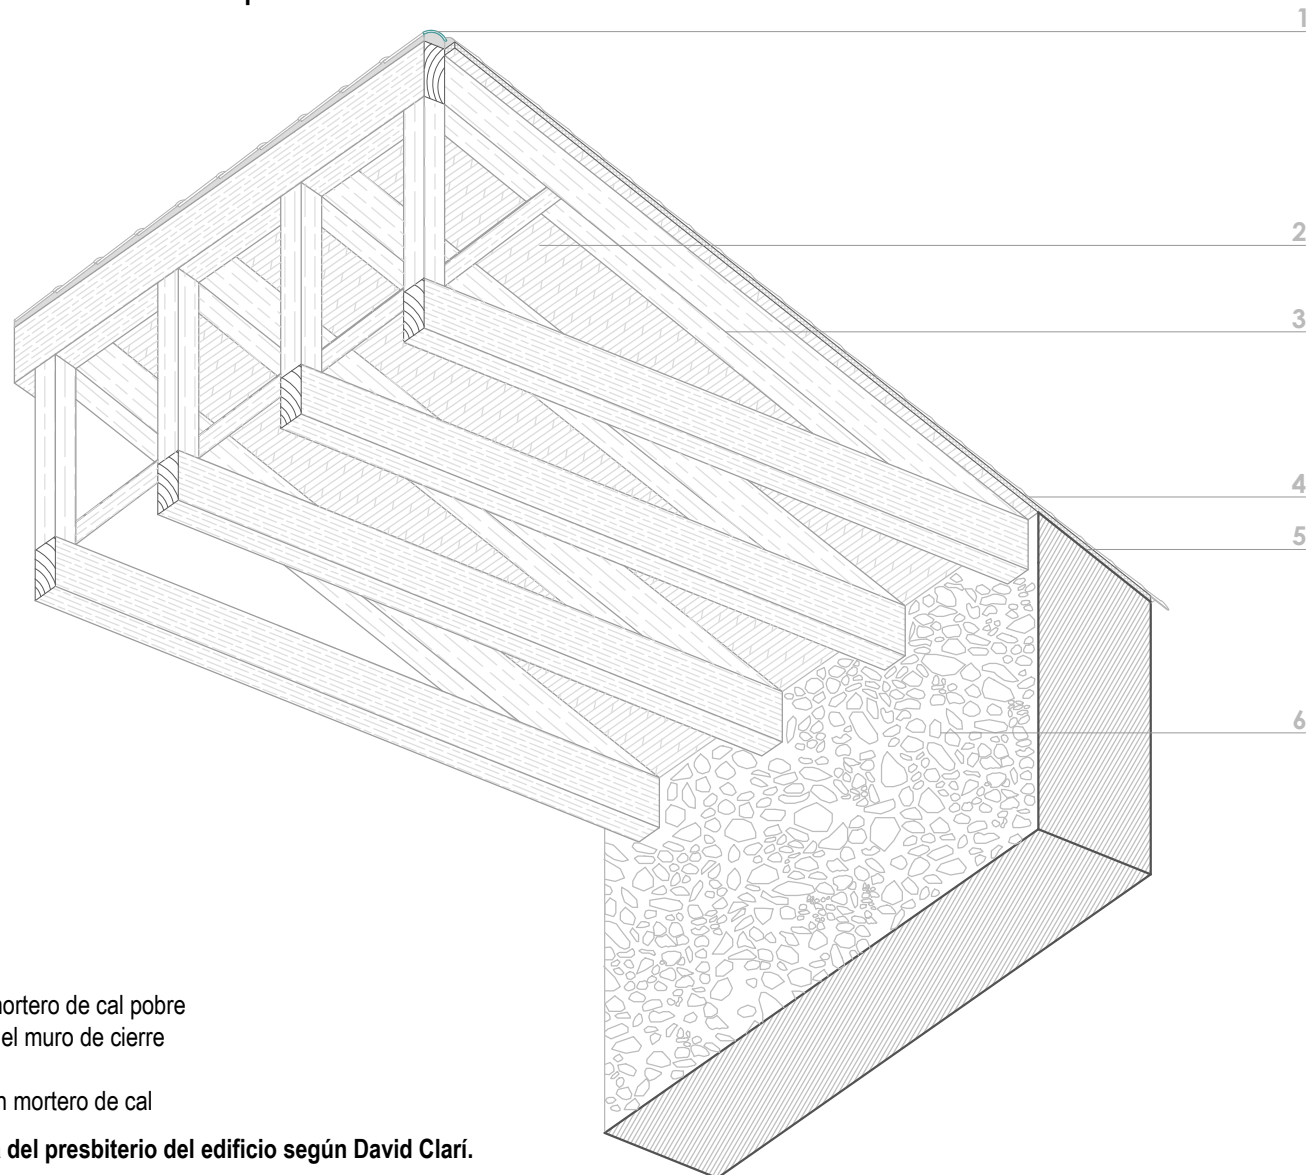 1
2
3
4
5
6
mortero de cal pobre
el muro de cierre
mortero de cal
del presbiterio del edificio según David Clarí.